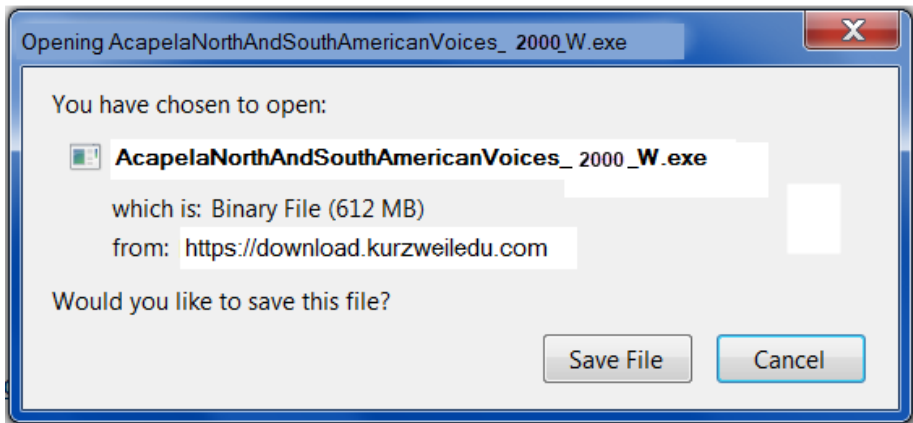 Opening AcapelaNorthAndSouthAmericanVoices_ 2000_W.exe
X
You have chosen to open:
AcapelaNorthAndSouthAmericanVoices_ 2000_W.exe
which is: Binary File (612 MB)
from: https://download.kurzweiledu.com
Would you like to save this file?
Save File Cancel